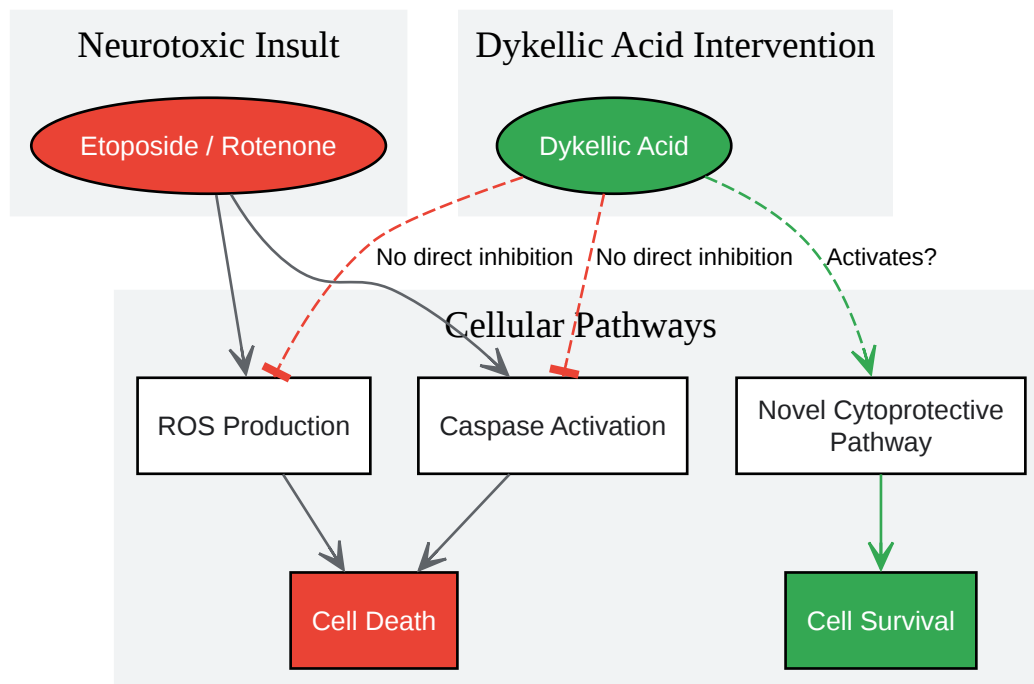 Neurotoxic Insult
Dykellic Acid Intervention
Etoposide / Rotenone
Dykellic Acid
No direct inhibition
No direct inhibition
Activates?
Cellular Pathways
ROS Production
Caspase Activation
Novel Cytoprotective
Pathway
Cell Death
Cell Survival